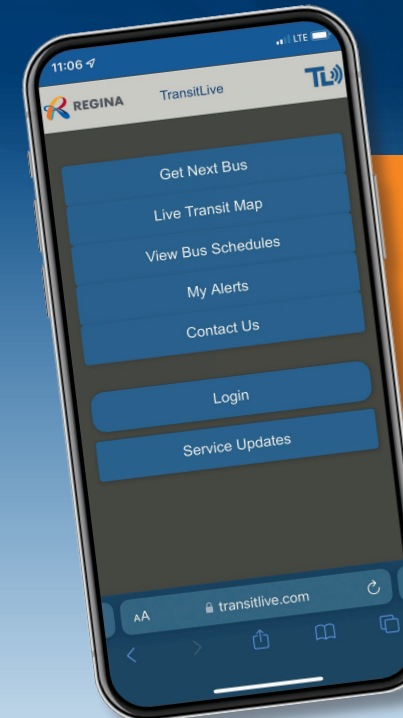 11:06
LTE
REGINA
TransitLive
TL
Get Next Bus
Live Transit Map
View Bus Schedules
My Alerts
Contact Us
Login
Service Updates
AA
transitlive.com